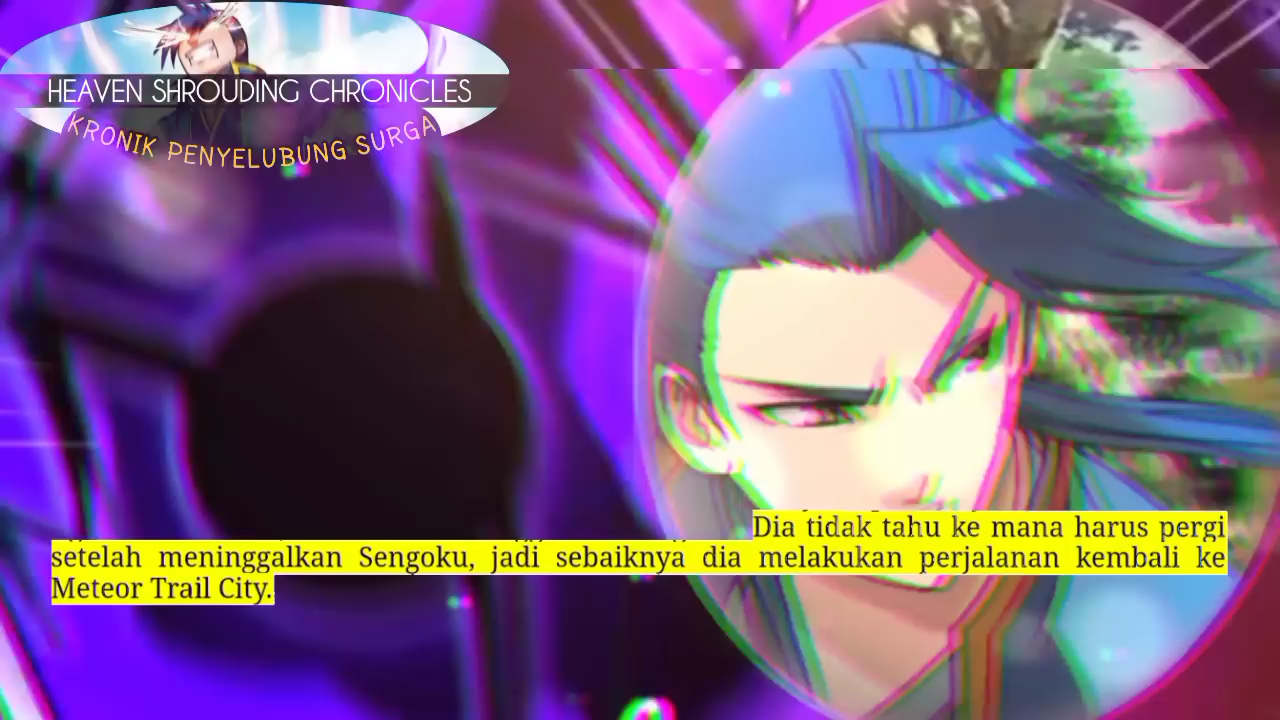 HEAVEN SHROUDING CHRONICLES
KRONIK PENYELUBUNG SURGA
Dia tidak tahu ke mana harus pergi
setelah meninggalkan Sengoku, jadi sebaiknya dia melakukan perjalanan kembali ke
Meteor Trail City.